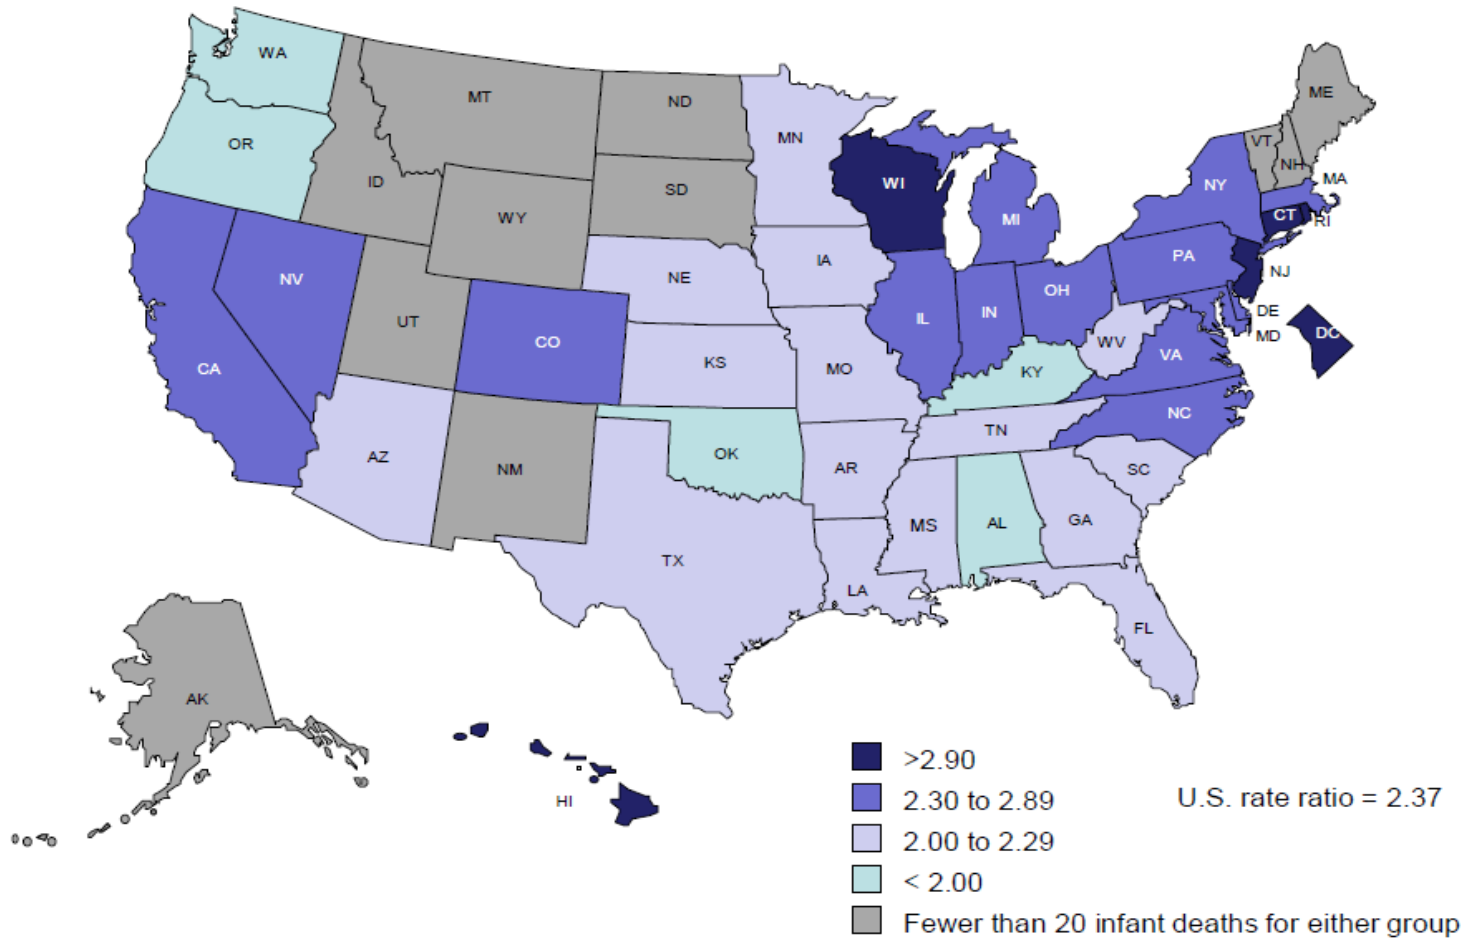 WA
MT
ND
ME
OR
MN
VT
NH
ID
SD
WI
MA
NY
WY
MI
CT
RI
NE
IA
PA
NJ
NV
OH
UT
IL
IN
DE
CO
MD
DC
CA
KS
MO
WV
VA
KY
NC
AZ
NM
OK
AR
TN
SC
MS
AL
GA
TX
LA
FL
AK
HI
>2.90
2.30 to 2.89
U.S. rate ratio = 2.37
2.00 to 2.29
< 2.00
Fewer than 20 infant deaths for either group